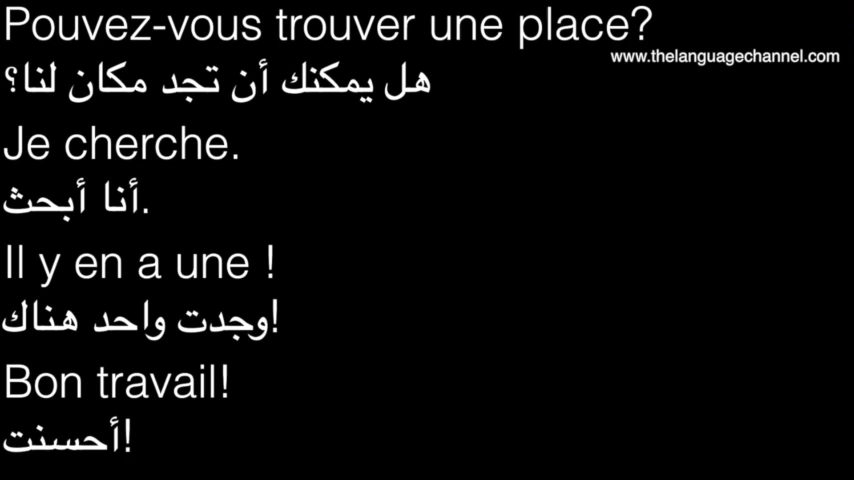 Pouvez-vous trouver une place?
www.thelanguagechannel.com
هل يمكنك أن تجد مكان لنا؟
Je cherche.
أنا أبحث.
Il y en a une !
وجدت واحد هناك!
Bon travail!
أحسنت!